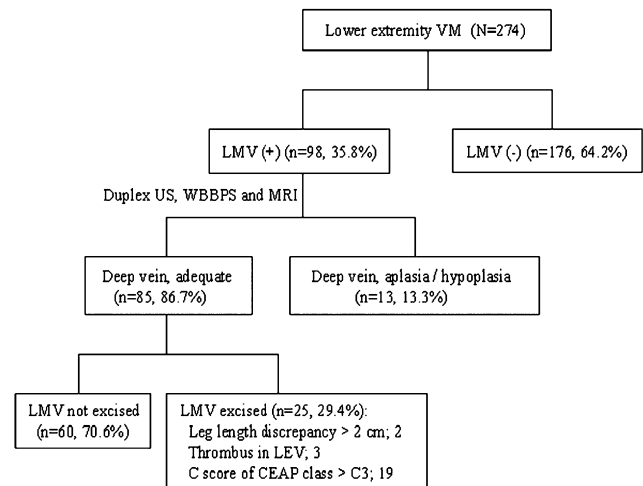 Lower extremity VM (N=274)
LMV (+) (n=98, 35.8%)
LMV (-) (n=176, 64.2%)
Duplex US, WBBPS and MRI
Deep vein, adequate
(n=85, 86.7%)
Deep vein, aplasia / hypoplasia
(n=13, 13.3%)
LMV not excised
(n=60, 70.6%)
LMV excised (n=25, 29.4%):
Leg length discrepancy > 2 cm; 2
Thrombus in LEV; 3
C score of CEAP class > C3; 19